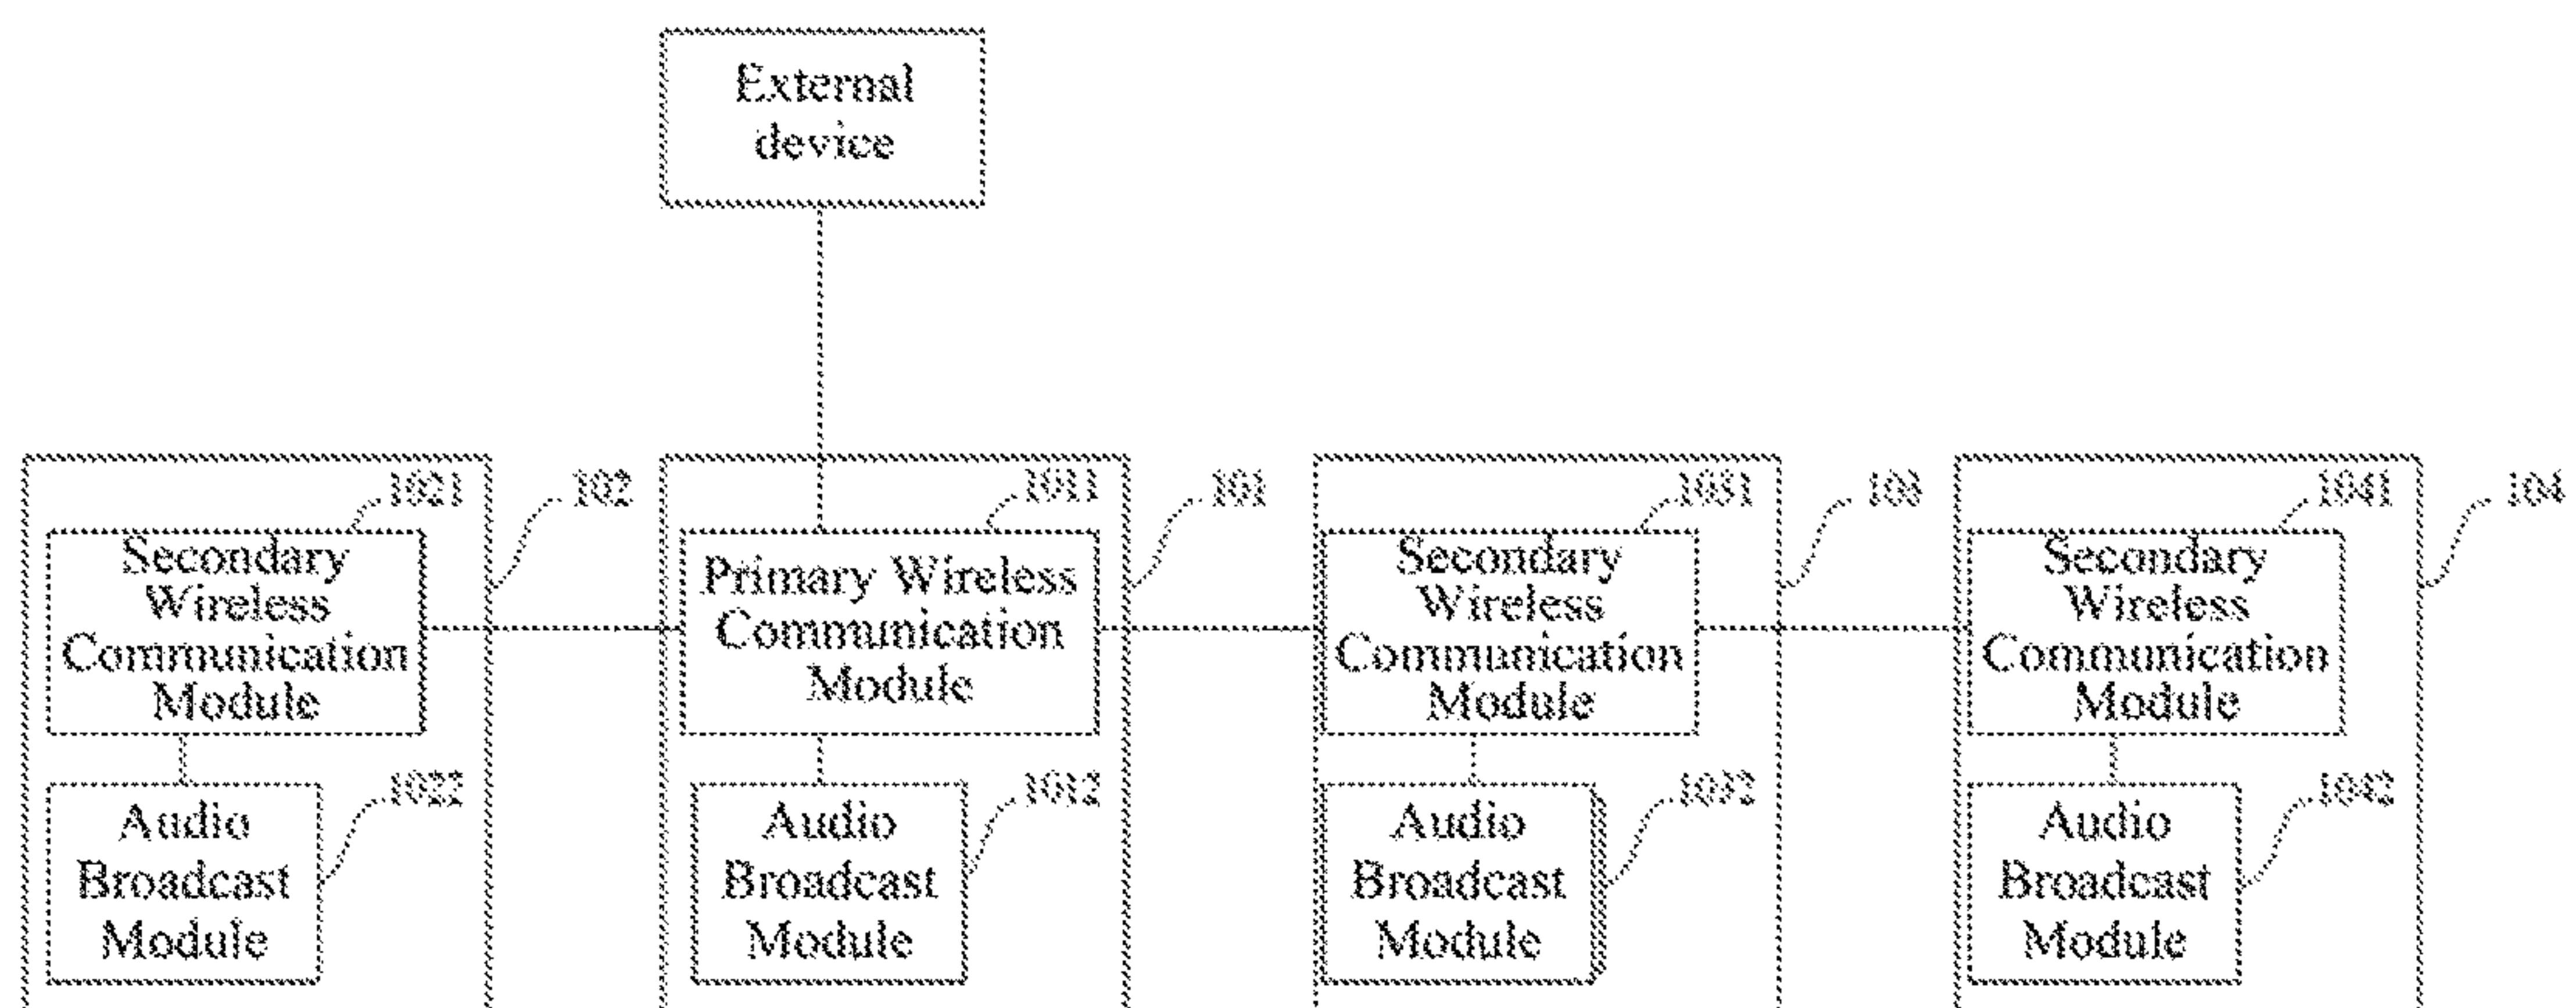 External
device
1021
102
1011
101
1031
103
1041
104
Secondary
Wireless
Communication
Module
Primary Wireless
Communication
Module
Secondary
Wireless
Communication
Module
Secondary
Wireless
Communication
Module
1022
1012
1032
1042
Audio
Broadcast
Module
Audio
Broadcast
Module
Audio
Broadcast
Module
Audio
Broadcast
Module